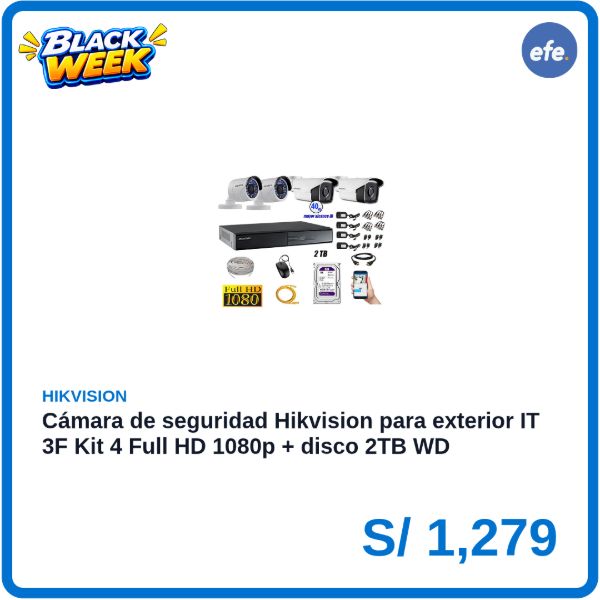 BLACK
WEEK
efe.
40
2 TB
Full HD
1080
HIKVISION
Cámara de seguridad Hikvision para exterior IT
3F Kit 4 Full HD 1080p + disco 2TB WD
S/ 1,279